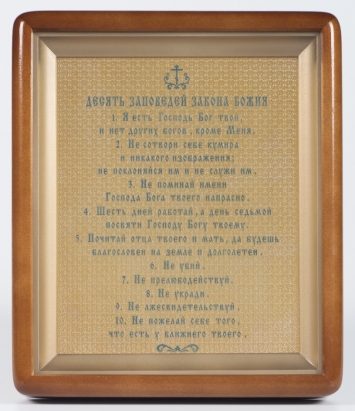 ДЕСЯТЬ ЗАПОВЕДЕЙ ЗАКОНА БОЖИЯ
1. Я есть Господь Бог твой,
и нет других богов, кроме Меня.
2. Не сотвори себе кумира
и никакого изображения;
не поклоняйся им и не служи им.
3. Не поминай имени
Господа Бога твоего напрасно.
4. Шесть дней работай, а день седьмой
посвяти Господу Богу твоему.
5. Почитай отца твоего и мать, да будешь
благословен на земле и долголетен.
6. Не убий.
7. Не прелюбодействуй.
8. Не укради.
9. Не лжесвидетельствуй.
10. Не пожелай себе того,
что есть у ближнего твоего.